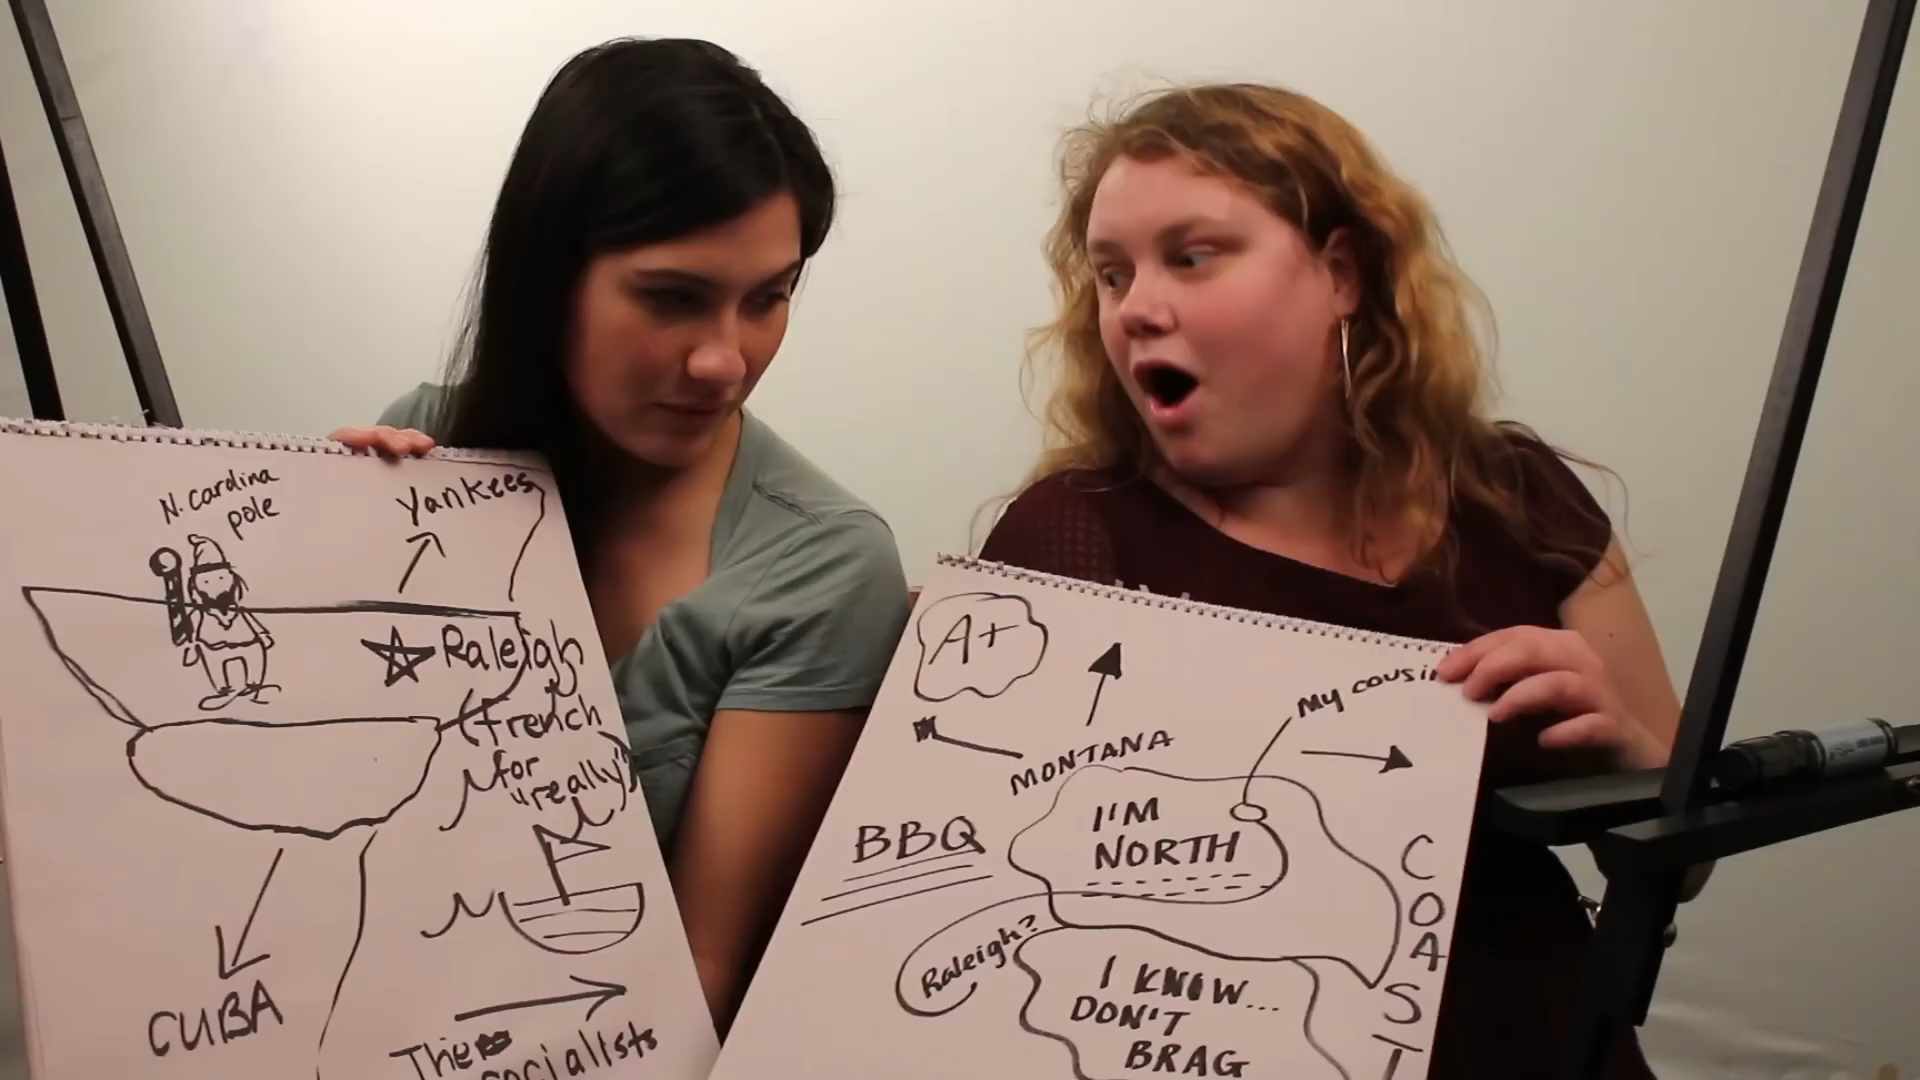 N. Carolina
pole
Yankees
Raleigh
(French
for
"really")
CUBA
The
socialists
A+
My cousin
MONTANA
I'M
NORTH
BBQ
Raleigh?
I KNOW...
DON'T
BRAG
COAST